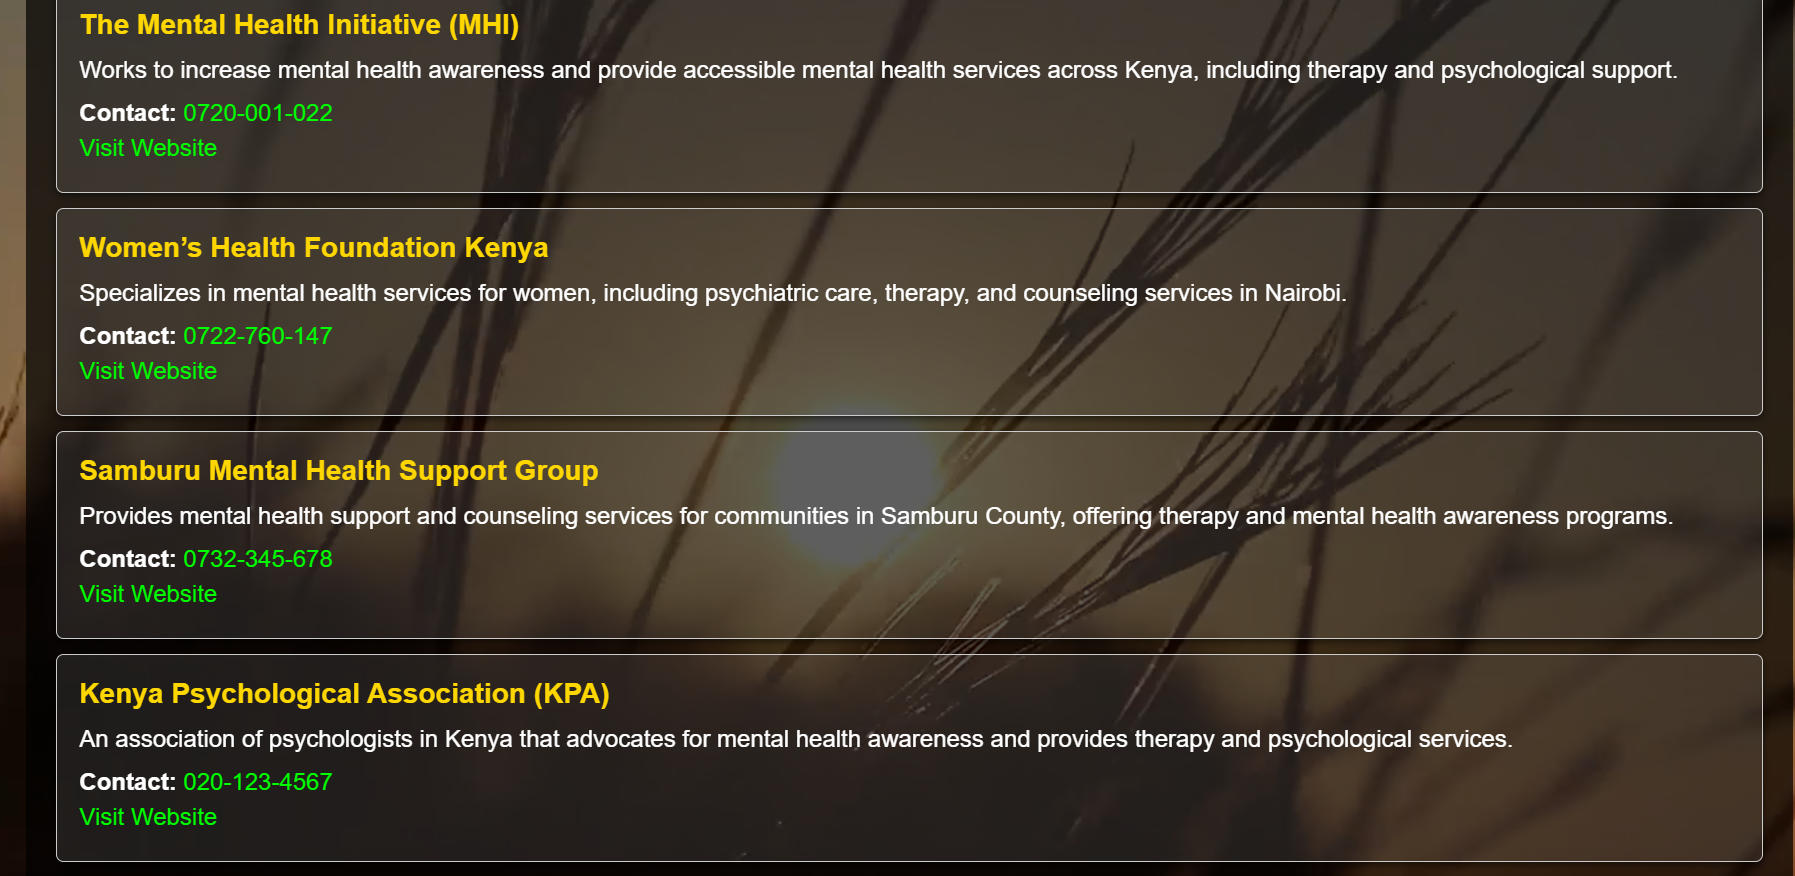 The Mental Health Initiative (MHI)
Works to increase mental health awareness and provide accessible mental health services across Kenya, including therapy and psychological support.
Contact: 0720-001-022
Visit Website
Women’s Health Foundation Kenya
Specializes in mental health services for women, including psychiatric care, therapy, and counseling services in Nairobi.
Contact: 0722-760-147
Visit Website
Samburu Mental Health Support Group
Provides mental health support and counseling services for communities in Samburu County, offering therapy and mental health awareness programs.
Contact: 0732-345-678
Visit Website
Kenya Psychological Association (KPA)
An association of psychologists in Kenya that advocates for mental health awareness and provides therapy and psychological services.
Contact: 020-123-4567
Visit Website